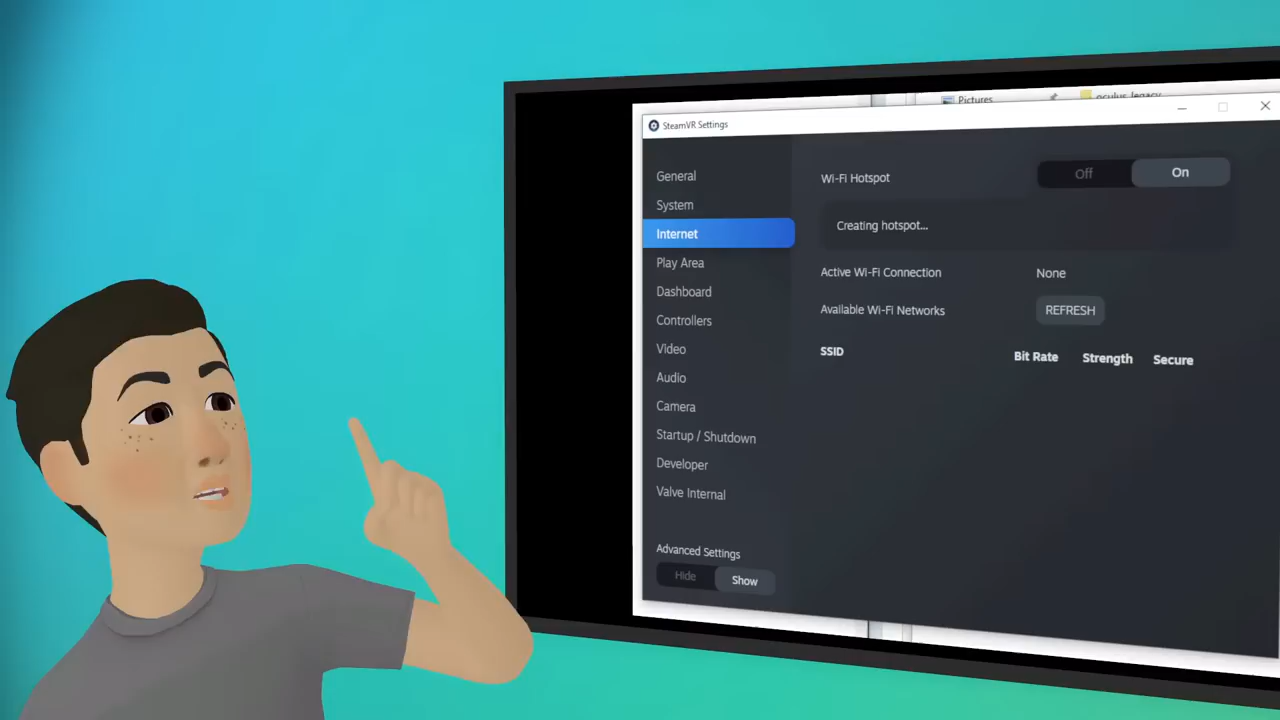 Pictures
oculus_legacy
SteamVR Settings
General
System
Internet
Play Area
Dashboard
Controllers
Video
Audio
Camera
Startup / Shutdown
Developer
Valve Internal
Advanced Settings
Hide Show
Wi-Fi Hotspot Off On
Creating hotspot...
Active Wi-Fi Connection None
Available Wi-Fi Networks REFRESH
SSID Bit Rate Strength Secure